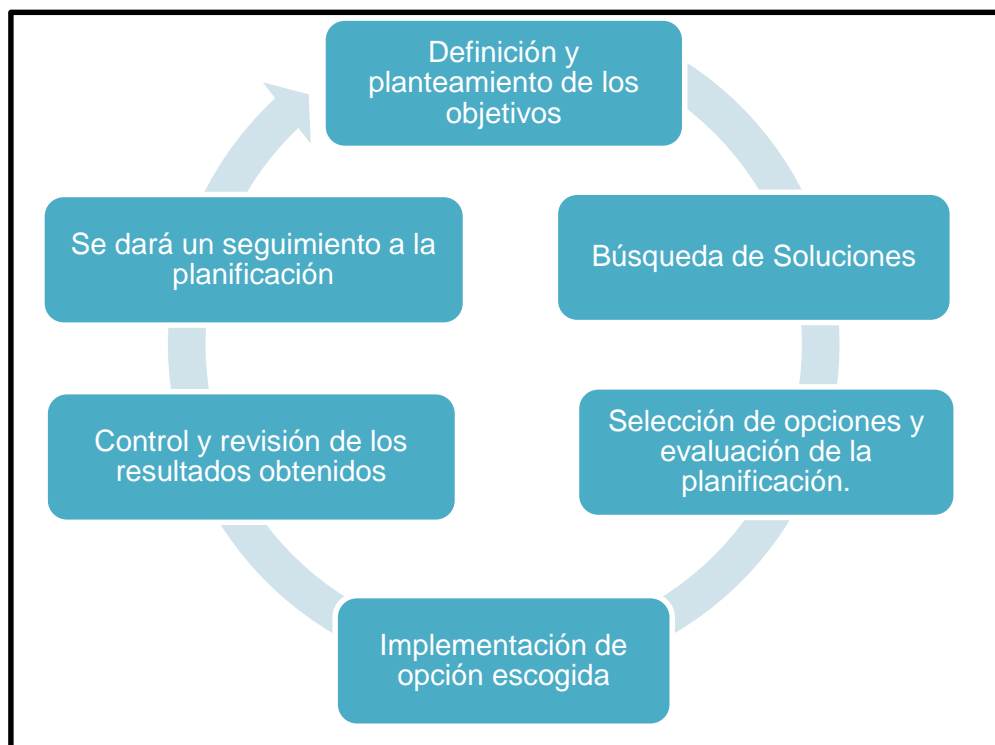 Definición y
planteamiento de los
objetivos
Búsqueda de Soluciones
Selección de opciones y
evaluación de la
planificación.
Implementación de
opción escogida
Control y revisión de los
resultados obtenidos
Se dará un seguimiento a la
planificación